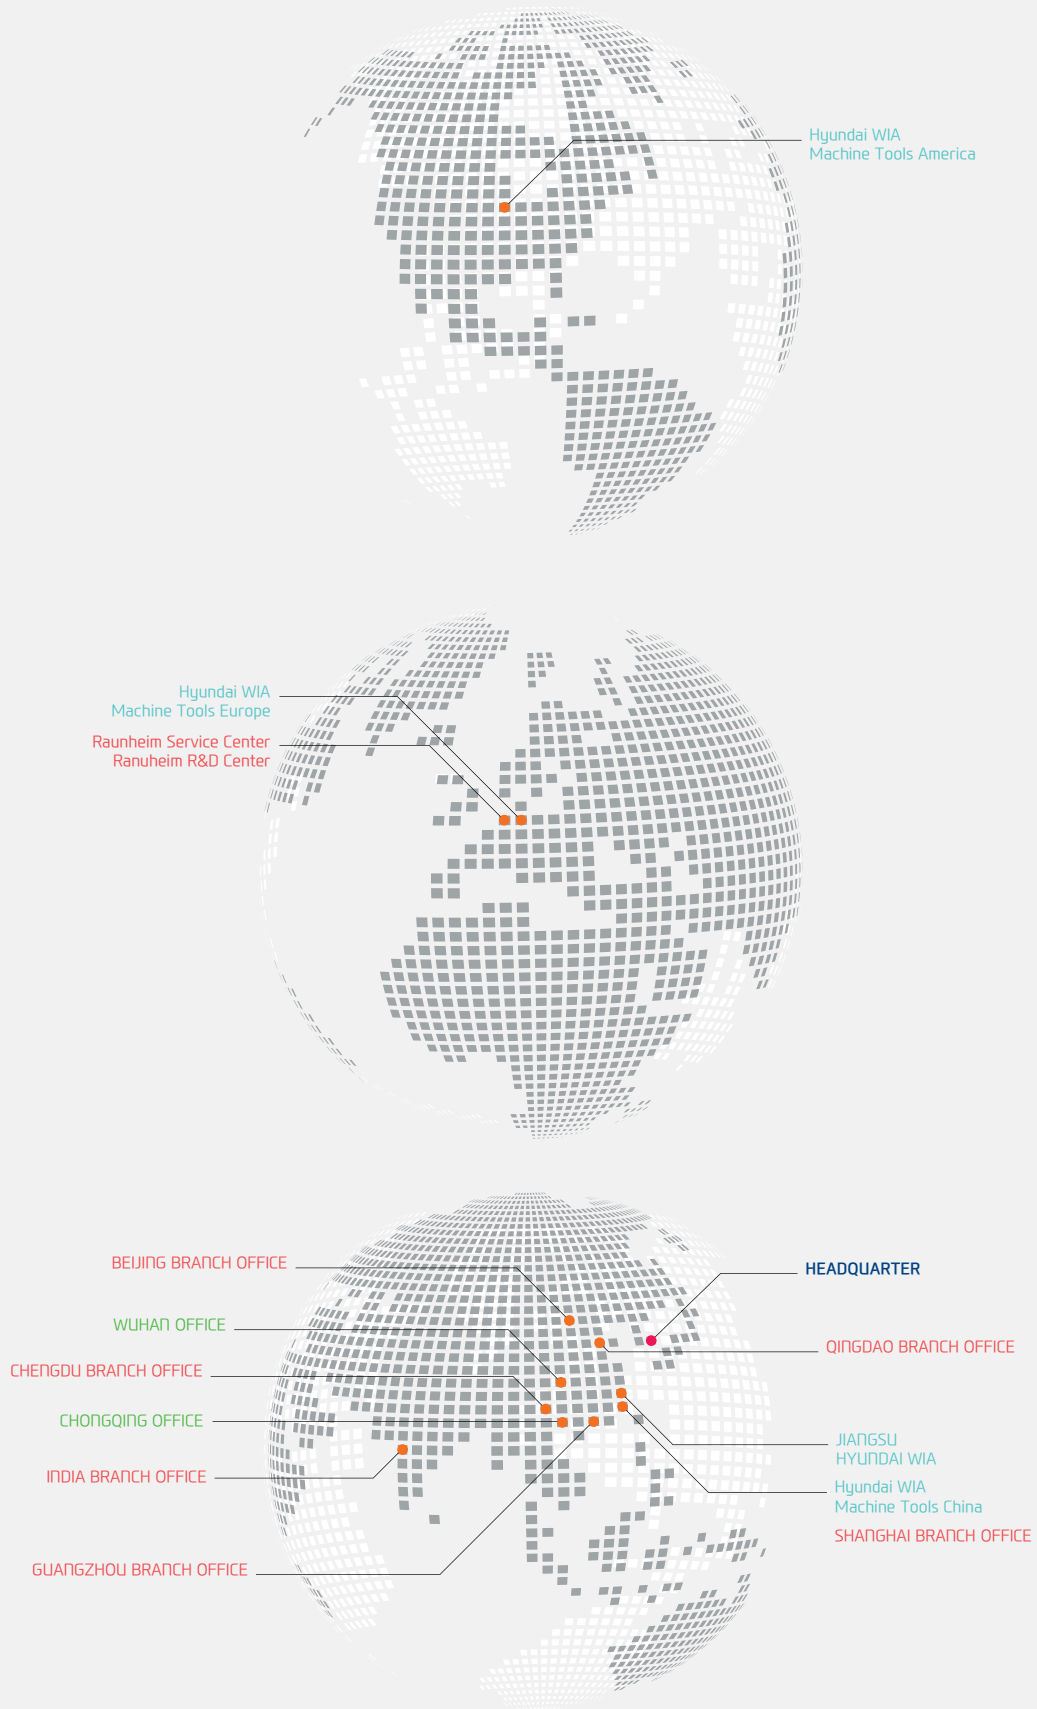 Hyundai WIA
Machine Tools America
Hyundai WIA
Machine Tools Europe
Raunheim Service Center
Ranuheim R&D Center
BEIJING BRANCH OFFICE
HEADQUARTER
WUHAN OFFICE
QINGDAO BRANCH OFFICE
CHENGDU BRANCH OFFICE
CHONGQING OFFICE
JIANGSU
HYUNDAI WIA
INDIA BRANCH OFFICE
Hyundai WIA
Machine Tools China
SHANGHAI BRANCH OFFICE
GUANGZHOU BRANCH OFFICE